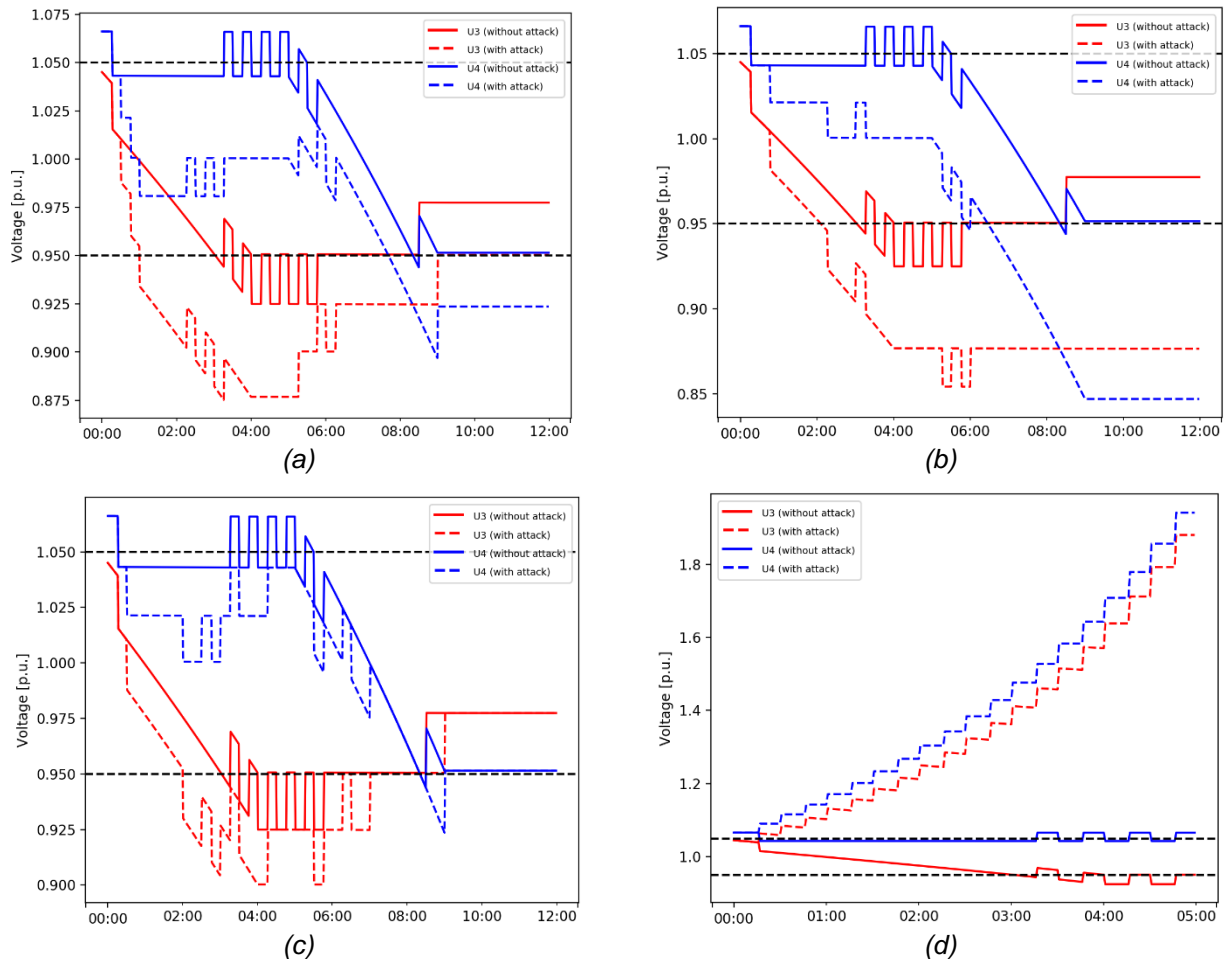 1.075
1.050
1.025
1.000
0.975
0.950
0.925
0.900
0.875
Voltage [p.u.]
U3 (without attack)
U3 (with attack)
U4 (without attack)
U4 (with attack)
00:00 02:00 04:00 06:00 08:00 10:00 12:00
(a)
1.05
1.00
0.95
0.90
0.85
Voltage [p.u.]
U3 (without attack)
U3 (with attack)
U4 (without attack)
U4 (with attack)
00:00 02:00 04:00 06:00 08:00 10:00 12:00
(b)
1.050
1.025
1.000
0.975
0.950
0.925
0.900
Voltage [p.u.]
U3 (without attack)
U3 (with attack)
U4 (without attack)
U4 (with attack)
00:00 02:00 04:00 06:00 08:00 10:00 12:00
(c)
1.8
1.6
1.4
1.2
1.0
Voltage [p.u.]
U3 (without attack)
U3 (with attack)
U4 (without attack)
U4 (with attack)
00:00 01:00 02:00 03:00 04:00 05:00
(d)